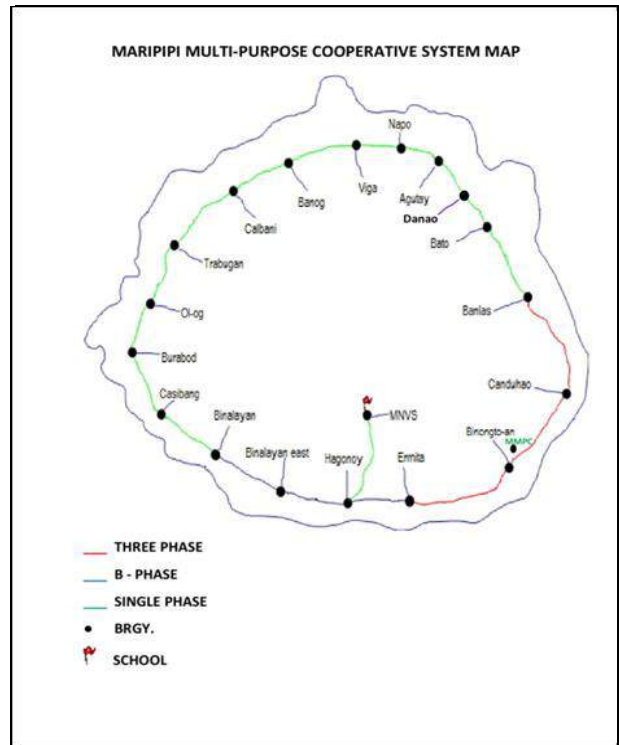 MARIPIPI MULTI-PURPOSE COOPERATIVE SYSTEM MAP
Napo
Viga
Agutay
Banog
Danao
Calbani
Bato
Trabugan
Banlas
Ol-og
Burabod
Canduhao
Casibang
MNVS
Binalayan
Binongto-an
MMPC
Binalayan east
Hagonoy
Ermita
THREE PHASE
B - PHASE
SINGLE PHASE
BRGY.
SCHOOL